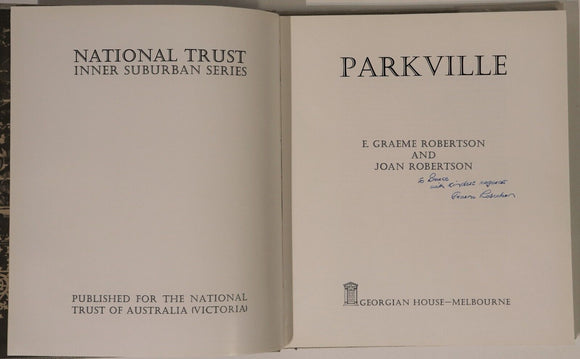 NATIONAL TRUST
INNER SUBURBAN SERIES
PUBLISHED FOR THE NATIONAL
TRUST OF AUSTRALIA (VICTORIA)
PARKVILLE
E. GRAEME ROBERTSON
AND
JOAN ROBERTSON
to Bruce
with kindest regards
Graeme Robertson
GEORGIAN HOUSE—MELBOURNE